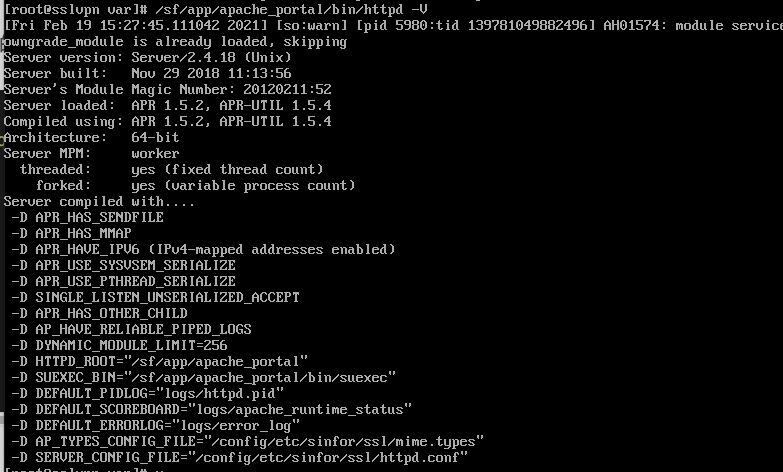 [root@sslvpn var]# /sf/app/apache_portal/bin/httpd -V
[Fri Feb 19 15:27:45.111042 2021] [so:warn] [pid 5980:tid 139781049882496] AH01574: module service
owngrade_module is already loaded, skipping
Server version: Server/2.4.18 (Unix)
Server built:   Nov 29 2018 11:13:56
Server's Module Magic Number: 20120211:52
Server loaded:  APR 1.5.2, APR-UTIL 1.5.4
Compiled using: APR 1.5.2, APR-UTIL 1.5.4
Architecture:   64-bit
Server MPM:     worker
  threaded:     yes (fixed thread count)
    forked:     yes (variable process count)
Server compiled with....
 -D APR_HAS_SENDFILE
 -D APR_HAS_MMAP
 -D APR_HAVE_IPV6 (IPv4-mapped addresses enabled)
 -D APR_USE_SYSVSEM_SERIALIZE
 -D APR_USE_PTHREAD_SERIALIZE
 -D SINGLE_LISTEN_UNSERIALIZED_ACCEPT
 -D APR_HAS_OTHER_CHILD
 -D AP_HAVE_RELIABLE_PIPED_LOGS
 -D DYNAMIC_MODULE_LIMIT=256
 -D HTTPD_ROOT="/sf/app/apache_portal"
 -D SUEXEC_BIN="/sf/app/apache_portal/bin/suexec"
 -D DEFAULT_PIDLOG="logs/httpd.pid"
 -D DEFAULT_SCOREBOARD="logs/apache_runtime_status"
 -D DEFAULT_ERRORLOG="logs/error_log"
 -D AP_TYPES_CONFIG_FILE="/config/etc/sinfor/ssl/mime.types"
 -D SERVER_CONFIG_FILE="/config/etc/sinfor/ssl/httpd.conf"
[root@sslvpn var]#